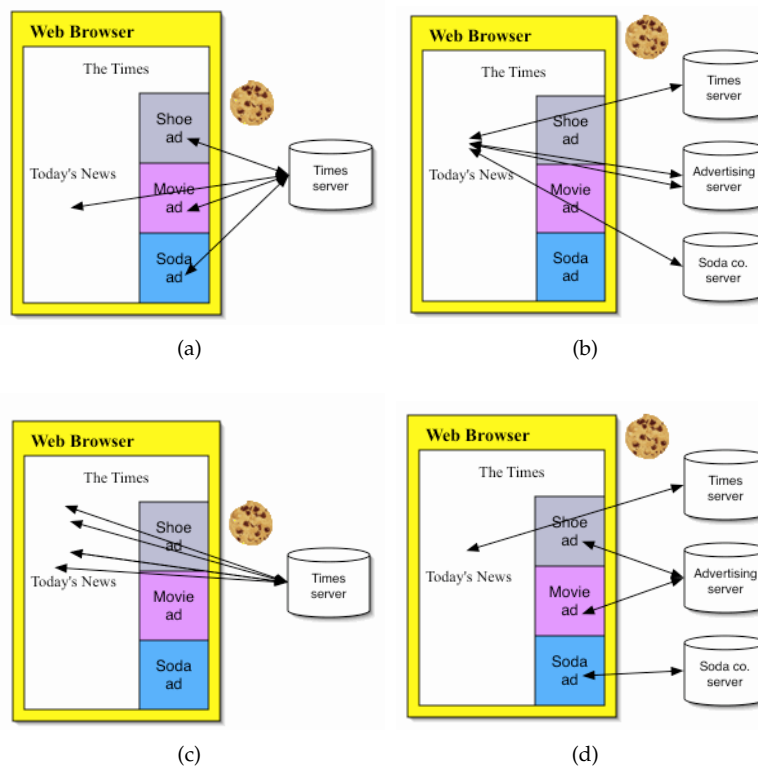 Web Browser
The Times
Shoe
ad
Today's News
Movie
ad
Soda
ad
Times
server
(a)
Web Browser
The Times
Shoe
ad
Today's News
Movie
ad
Soda
ad
Times
server
Advertising
server
Soda co.
server
(b)
Web Browser
The Times
Shoe
ad
Today's News
Movie
ad
Soda
ad
Times
server
(c)
Web Browser
The Times
Shoe
ad
Today's News
Movie
ad
Soda
ad
Times
server
Advertising
server
Soda co.
server
(d)